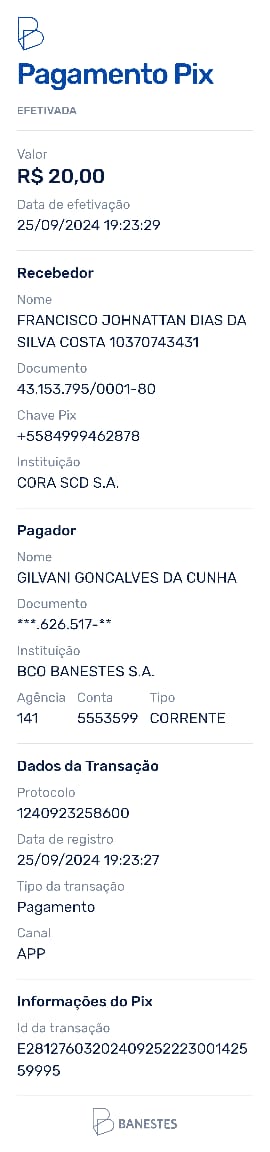 Pagamento Pix
EFETIVADA
Valor
R$ 20,00
Data de efetivação
25/09/2024 19:23:29
Recebedor
Nome
FRANCISCO JOHNATTAN DIAS DA
SILVA COSTA 10370743431
Documento
43.153.795/0001-80
Chave Pix
+5584999462878
Instituição
CORA SCD S.A.
Pagador
Nome
GILVANI GONCALVES DA CUNHA
Documento
***.626.517-**
Instituição
BCO BANESTES S.A.
Agência Conta Tipo
141 5553599 CORRENTE
Dados da Transação
Protocolo
1240923258600
Data de registro
25/09/2024 19:23:27
Tipo da transação
Pagamento
Canal
APP
Informações do Pix
Id da transação
E2812760320240925222300142​5
59995
BANESTES